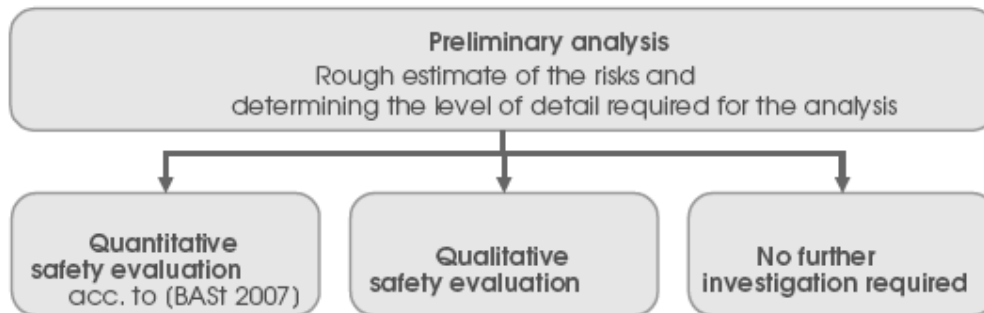 Preliminary analysis
Rough estimate of the risks and
determining the level of detail required for the analysis
Quantitative
safety evaluation
acc. to (BASt 2007)
Qualitative
safety evaluation
No further
investigation required